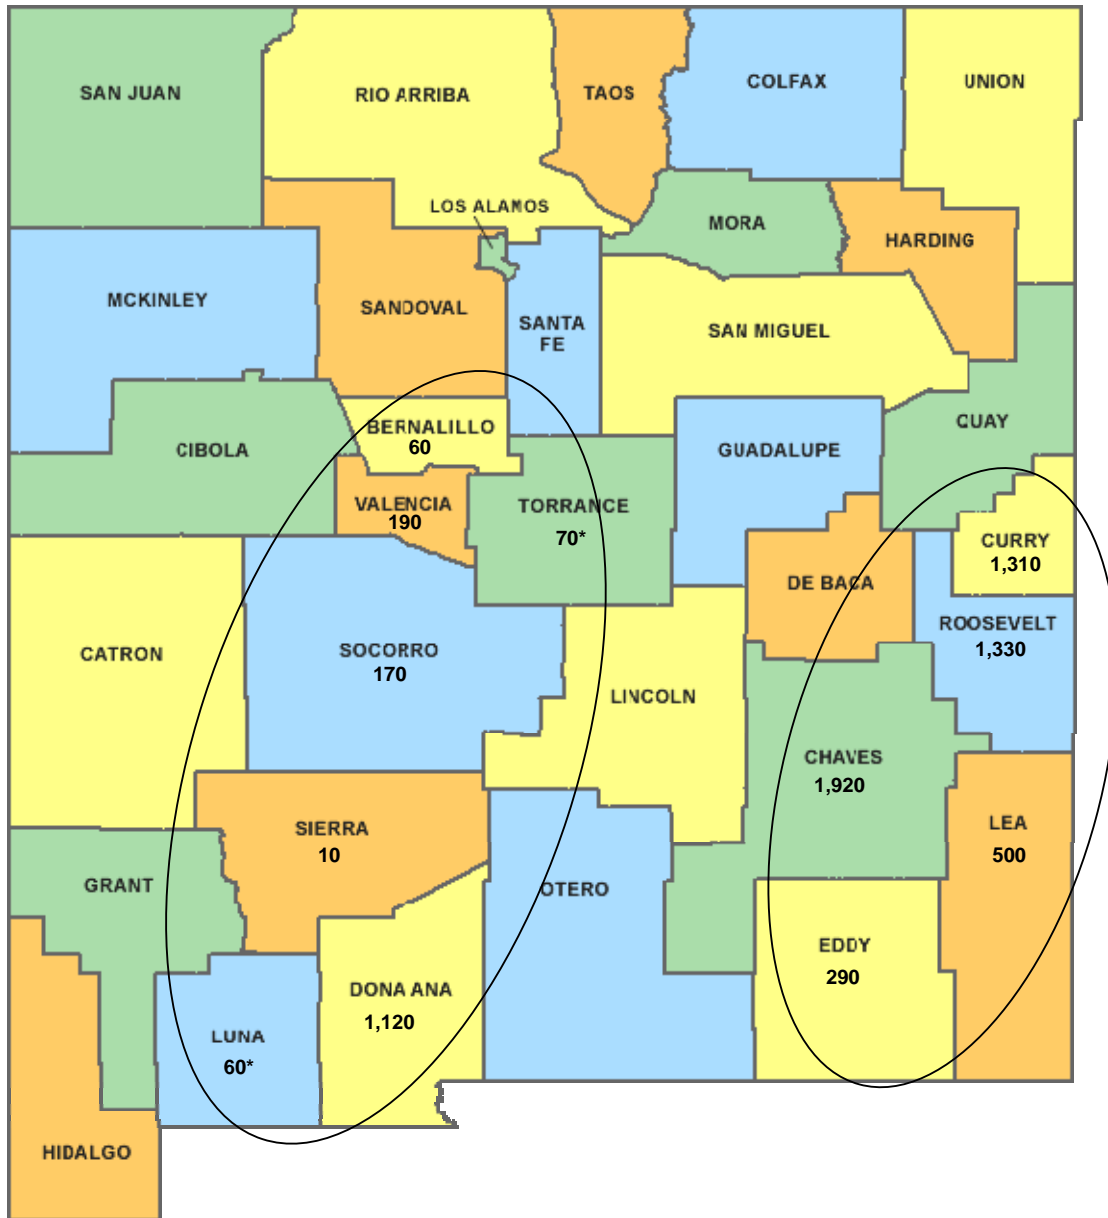 SAN JUAN
RIO ARRIBA
TAOS
COLFAX
UNION
LOS ALAMOS
MORA
HARDING
MCKINLEY
SANDOVAL
SANTA
FE
SAN MIGUEL
CIBOLA
BERNALILLO
60
GUADALUPE
QUAY
VALENCIA
190
TORRANCE
70*
CURRY
1,310
DE BACA
ROOSEVELT
1,330
CATRON
SOCORRO
170
LINCOLN
CHAVES
1,920
SIERRA
10
LEA
500
GRANT
OTERO
EDDY
290
DONA ANA
1,120
LUNA
60*
HIDALGO